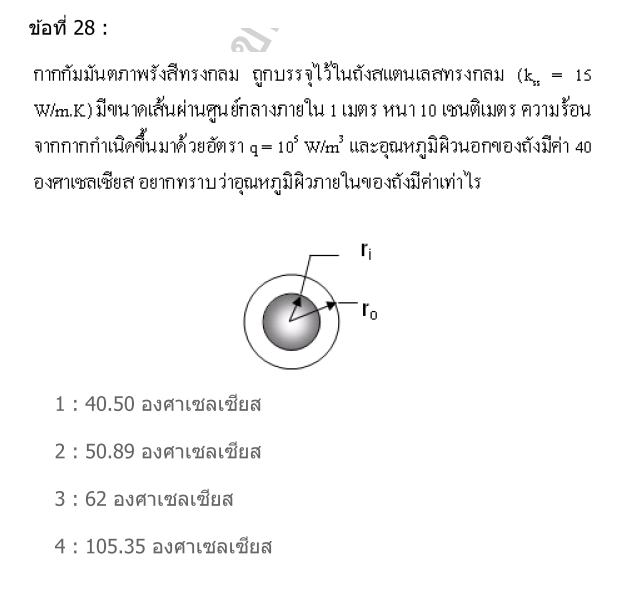 ข้อที่ 28 :
กากกัมมันตภาพรังสีทรงกลม ถูกบรรจุไว้ในถังสแตนเลสทรงกลม (kss = 15
W/m.K) มีขนาดเส้นผ่านศูนย์กลางภายใน 1 เมตร หนา 10 เซนติเมตร ความร้อน
จากกากกำเนิดขึ้นมาด้วยอัตรา q = 10⁵ W/m³ และอุณหภูมิผิวนอกของถังมีค่า 40
องศาเซลเซียส อยากทราบว่าอุณหภูมิผิวภายในของถังมีค่าเท่าไร
ri
ro
1 : 40.50 องศาเซลเซียส
2 : 50.89 องศาเซลเซียส
3 : 62 องศาเซลเซียส
4 : 105.35 องศาเซลเซียส